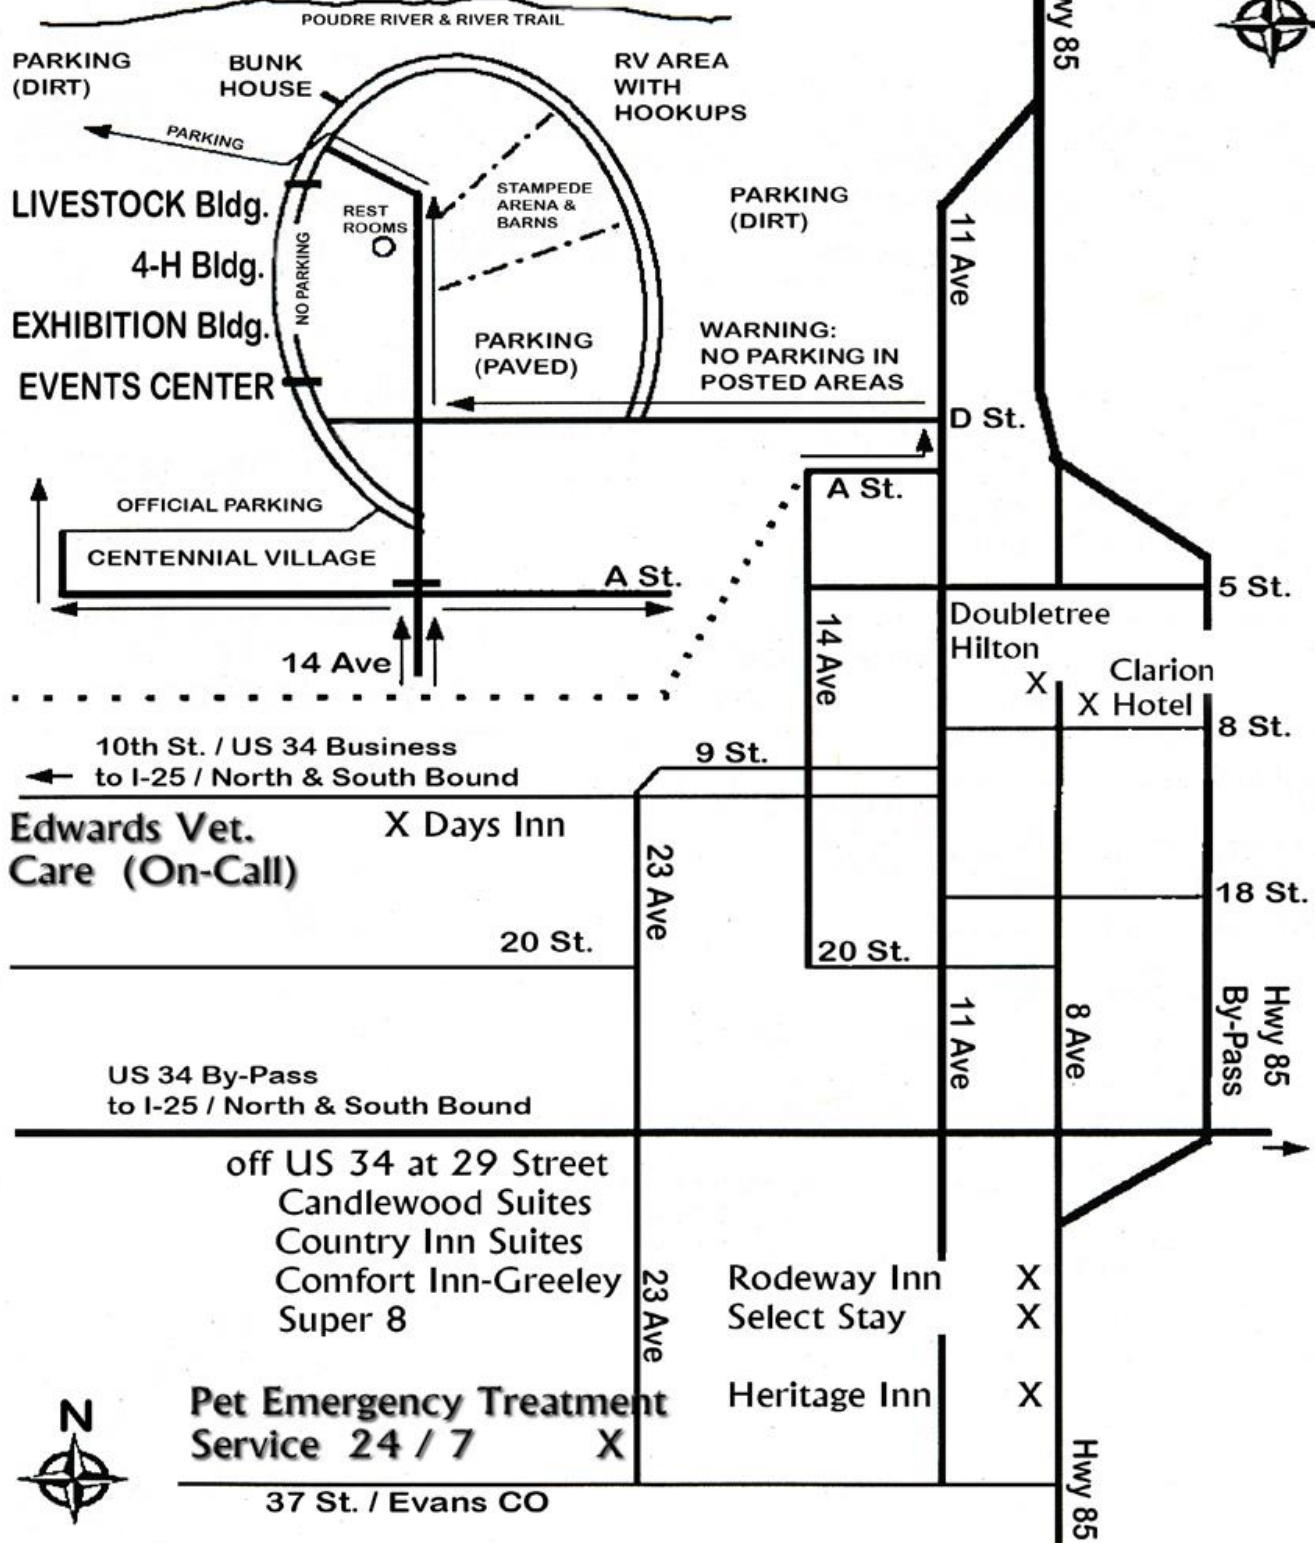 POUDRE RIVER & RIVER TRAIL
PARKING
(DIRT)
BUNK
HOUSE
RV AREA
WITH
HOOKUPS
wy 85
PARKING
LIVESTOCK Bldg.
4-H Bldg.
EXHIBITION Bldg.
EVENTS CENTER
NO PARKING
REST
ROOMS
STAMPEDE
ARENA &
BARNS
PARKING
(DIRT)
11 Ave
PARKING
(PAVED)
WARNING:
NO PARKING IN
POSTED AREAS
D St.
A St.
OFFICIAL PARKING
CENTENNIAL VILLAGE
A St.
14 Ave
5 St.
Doubletree
Hilton
X
14 Ave
Clarion
X Hotel
8 St.
10th St. / US 34 Business
to I-25 / North & South Bound
9 St.
Edwards Vet.
Care (On-Call)
X Days Inn
23 Ave
18 St.
20 St.
20 St.
11 Ave
8 Ave
Hwy 85
By-Pass
US 34 By-Pass
to I-25 / North & South Bound
off US 34 at 29 Street
Candlewood Suites
Country Inn Suites
Comfort Inn-Greeley
Super 8
23 Ave
Rodeway Inn X
Select Stay X
Heritage Inn X
Pet Emergency Treatment
Service 24 / 7 X
N
37 St. / Evans CO
Hwy 85